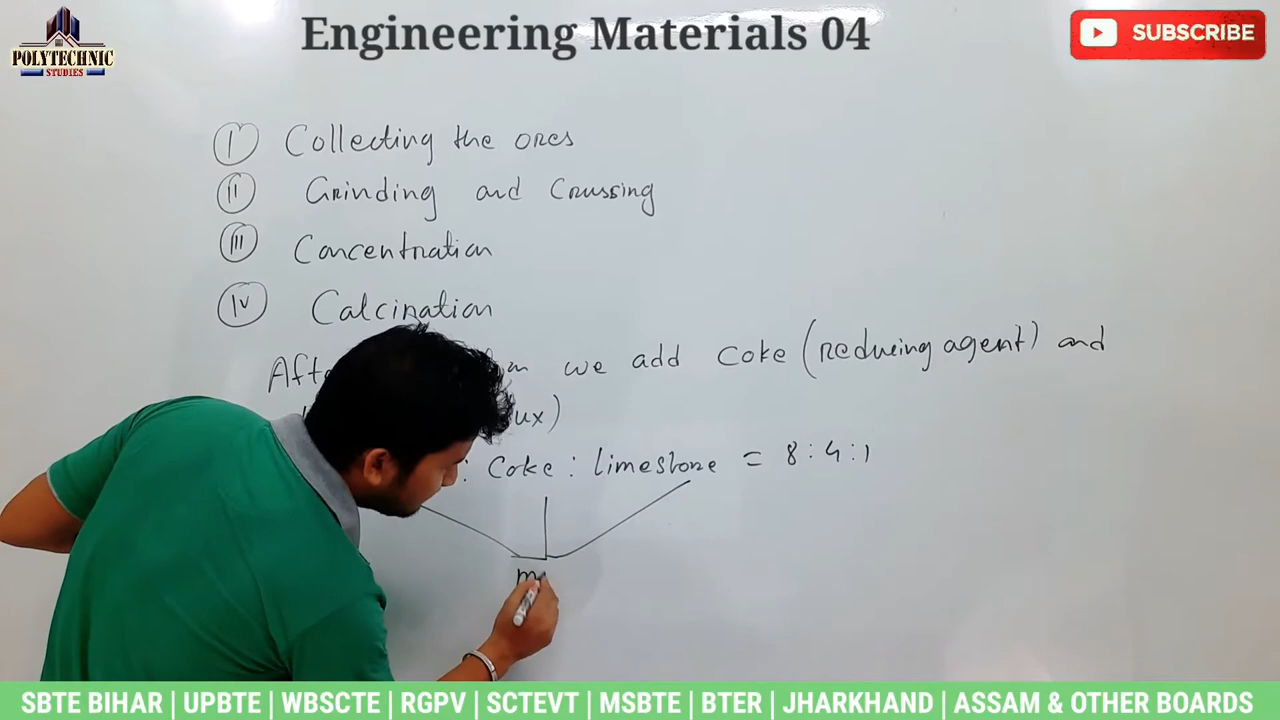 Engineering Materials 04
POLYTECHNIC
STUDIES
SUBSCRIBE
I Collecting the ores
II Grinding and Crussing
III Concentration
IV Calcination
we add Coke (reducing agent) and
: Coke : limestone = 8:4:1
SBTE BIHAR | UPBTE | WBSCTE | RGPV | SCTEVT | MSBTE | BTER | JHARKHAND | ASSAM & OTHER BOARDS